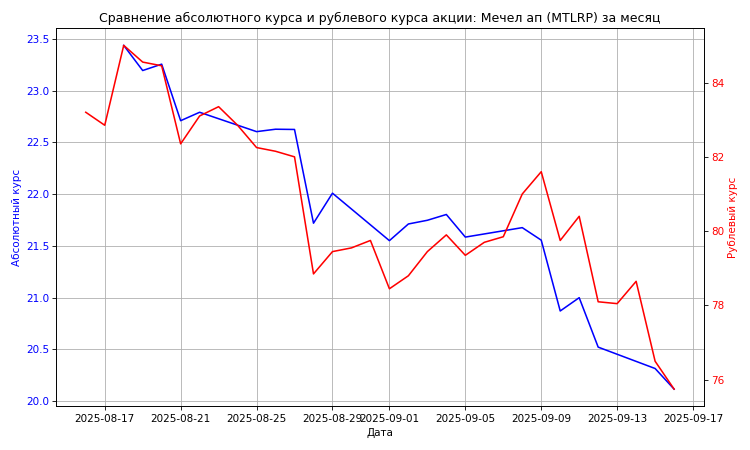 Сравнение абсолютного курса и рублевого курса акции: Мечел ап (MTLRP) за месяц
23.5
23.0
22.5
22.0
21.5
21.0
20.5
20.0
Абсолютный курс
84
82
80
78
76
Рублевый курс
2025-08-17 2025-08-21 2025-08-25 2025-08-29 2025-09-01 2025-09-05 2025-09-09 2025-09-13 2025-09-17
Дата